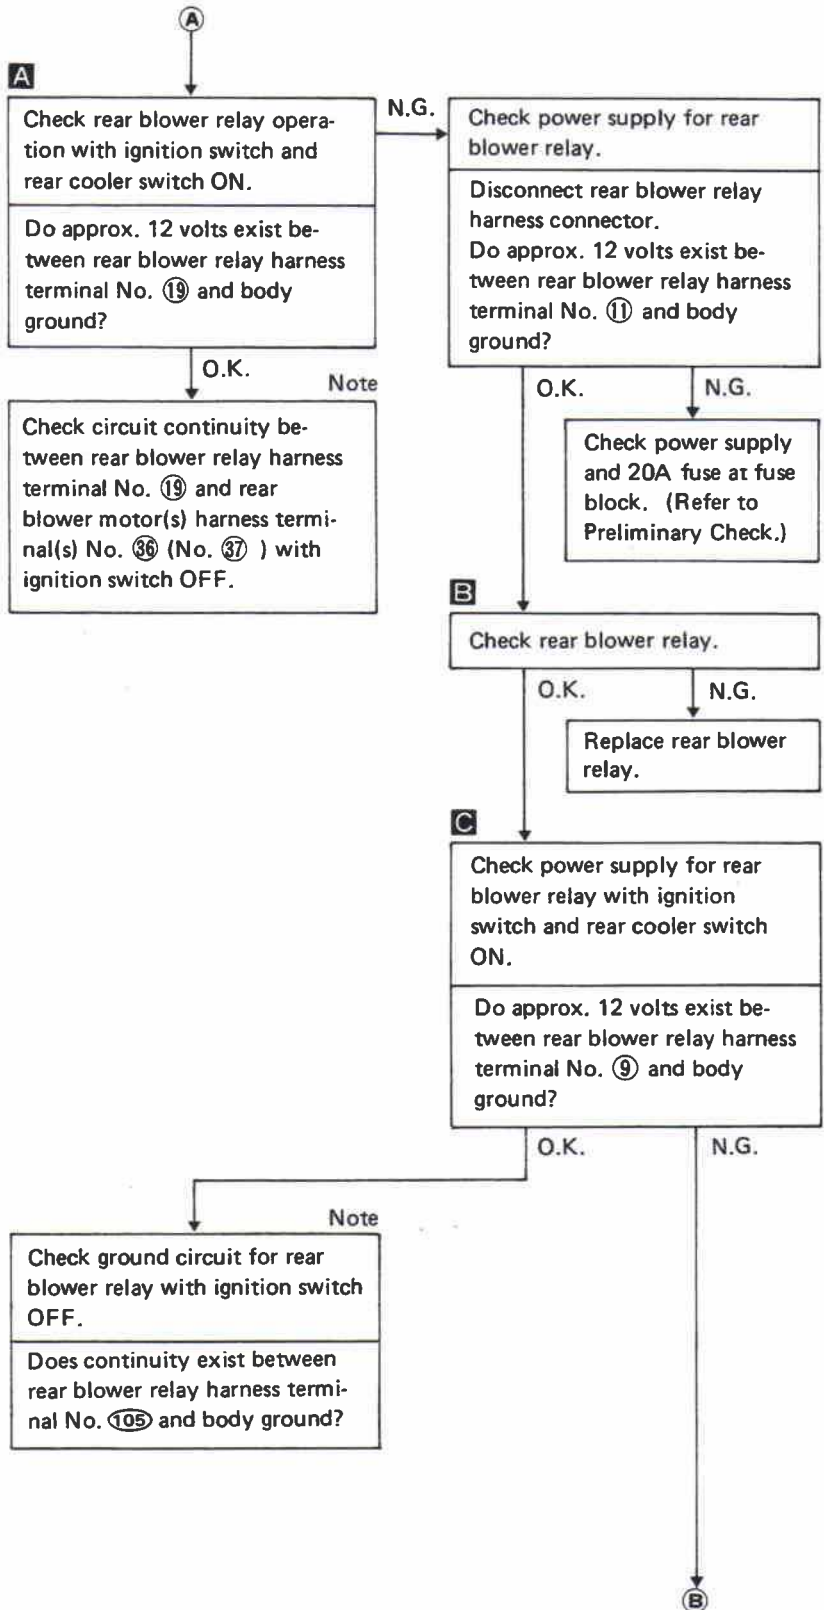 A
A
Check rear blower relay opera-
tion with ignition switch and
rear cooler switch ON.
Do approx. 12 volts exist be-
tween rear blower relay harness
terminal No. ⑲ and body
ground?
N.G.
Check power supply for rear
blower relay.
Disconnect rear blower relay
harness connector.
Do approx. 12 volts exist be-
tween rear blower relay harness
terminal No. ⑪ and body
ground?
O.K.
Note
Check circuit continuity be-
tween rear blower relay harness
terminal No. ⑲ and rear
blower motor(s) harness termi-
nal(s) No. ㊱ (No. ㊲ ) with
ignition switch OFF.
O.K.
N.G.
Check power supply
and 20A fuse at fuse
block. (Refer to
Preliminary Check.)
B
Check rear blower relay.
O.K.
N.G.
Replace rear blower
relay.
C
Check power supply for rear
blower relay with ignition
switch and rear cooler switch
ON.
Do approx. 12 volts exist be-
tween rear blower relay harness
terminal No. ⑨ and body
ground?
O.K.
N.G.
Note
Check ground circuit for rear
blower relay with ignition switch
OFF.
Does continuity exist between
rear blower relay harness termi-
nal No. 105 and body ground?
B